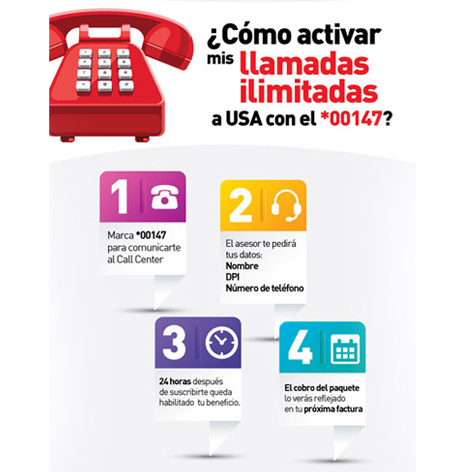 ¿Cómo activar
mis llamadas
ilimitadas
a USA con el *00147?
1
Marca *00147
para comunicarte
al Call Center
2
El asesor te pedirá
tus datos:
Nombre
DPI
Número de teléfono
3
24 horas después
de suscribirte queda
habilitado tu beneficio.
4
El cobro del paquete
lo verás reflejado
en tu próxima factura